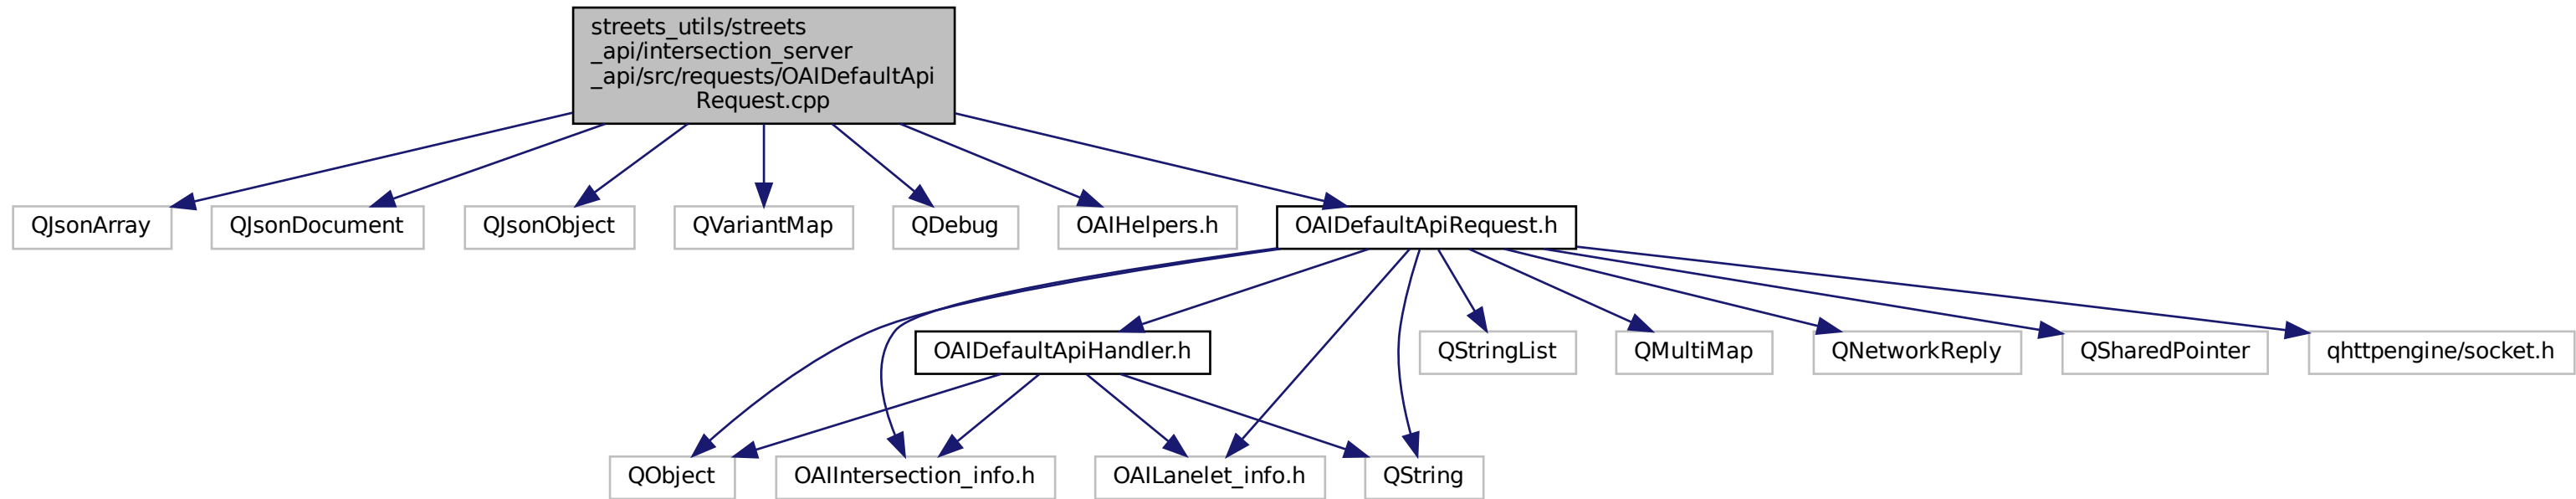 streets_utils/streets
_api/intersection_server
_api/src/requests/OAIDefaultApi
Request.cpp
QJsonArray
QJsonDocument
QJsonObject
QVariantMap
QDebug
OAIHelpers.h
OAIDefaultApiRequest.h
OAIDefaultApiHandler.h
QStringList
QMultiMap
QNetworkReply
QSharedPointer
qhttpengine/socket.h
QObject
OAIIntersection_info.h
OAILanelet_info.h
QString